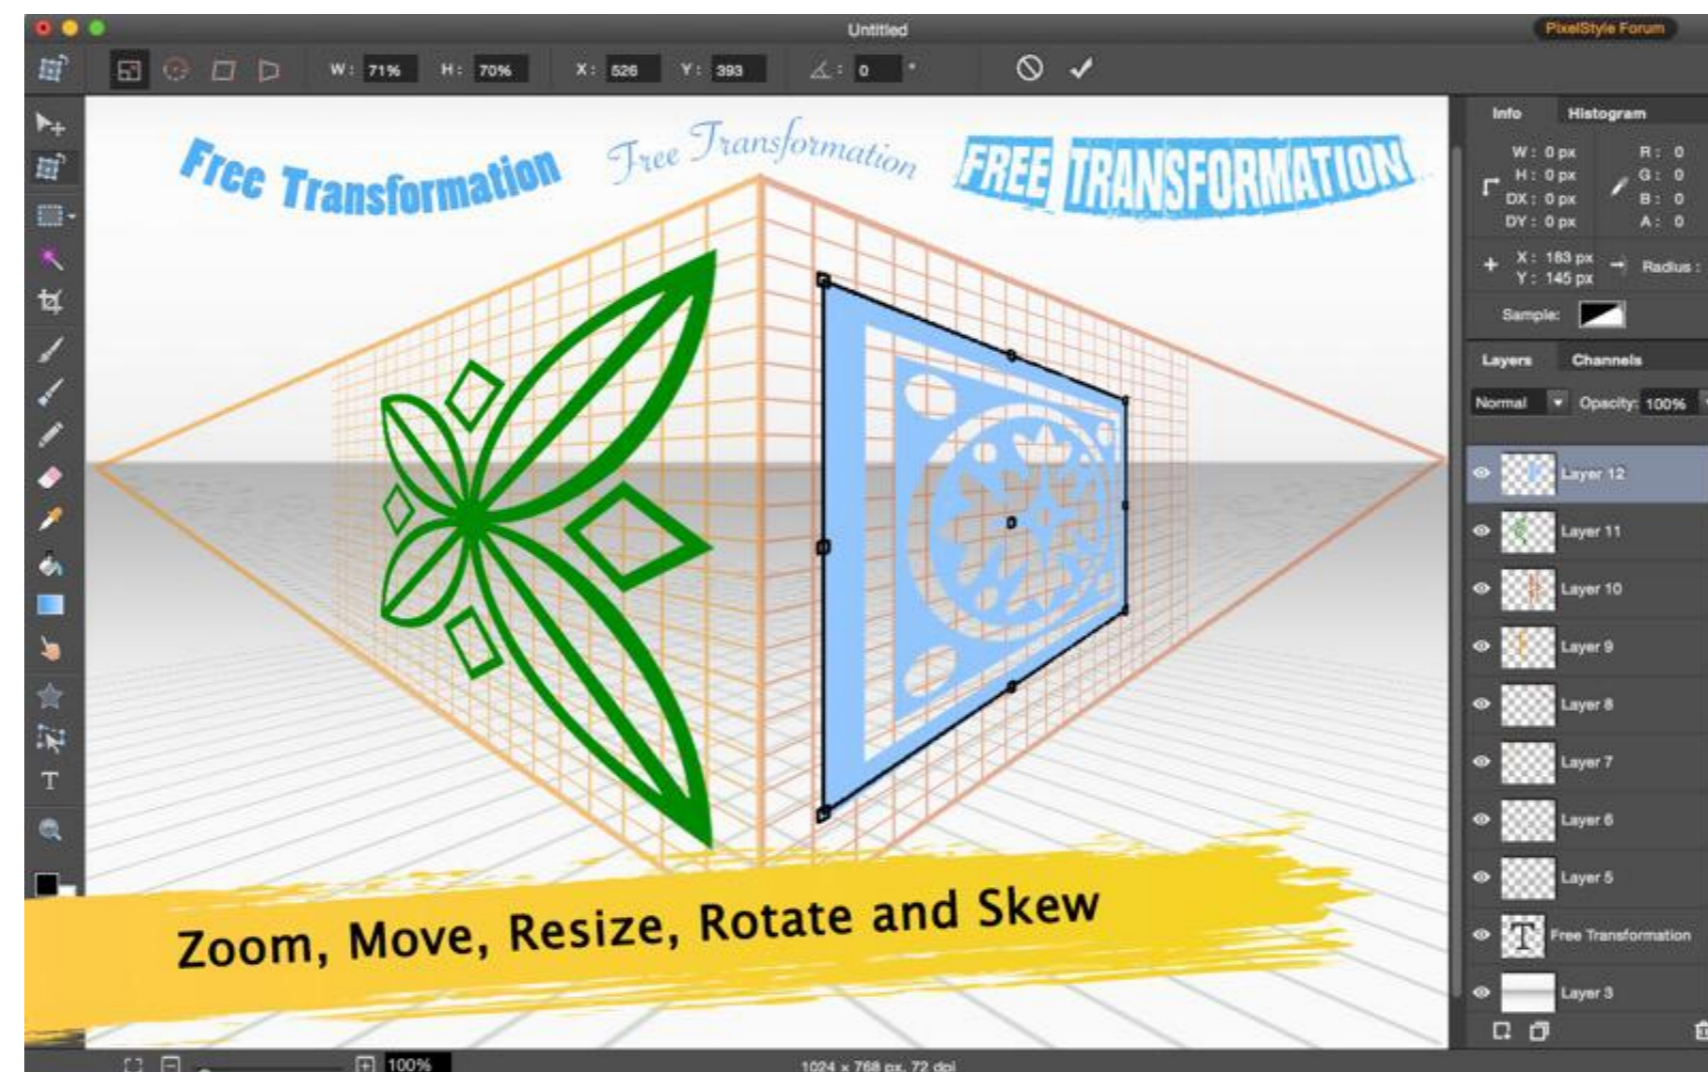 Untitled
PixelStyle Forum
W: 71% H: 70% X: 526 Y: 393 : 0 °
Free Transformation
Free Transformation
FREE TRANSFORMATION
Info Histogram
W: 0 px R: 0
H: 0 px G: 0
DX: 0 px B: 0
DY: 0 px A: 0
X: 183 px Radius:
Y: 145 px
Sample:
Layers Channels
Normal Opacity: 100%
Layer 12
Layer 11
Layer 10
Layer 9
Layer 8
Layer 7
Layer 6
Layer 5
T Free Transformation
Layer 3
T
Zoom, Move, Resize, Rotate and Skew
100% 1024 × 768 px, 72 dpi